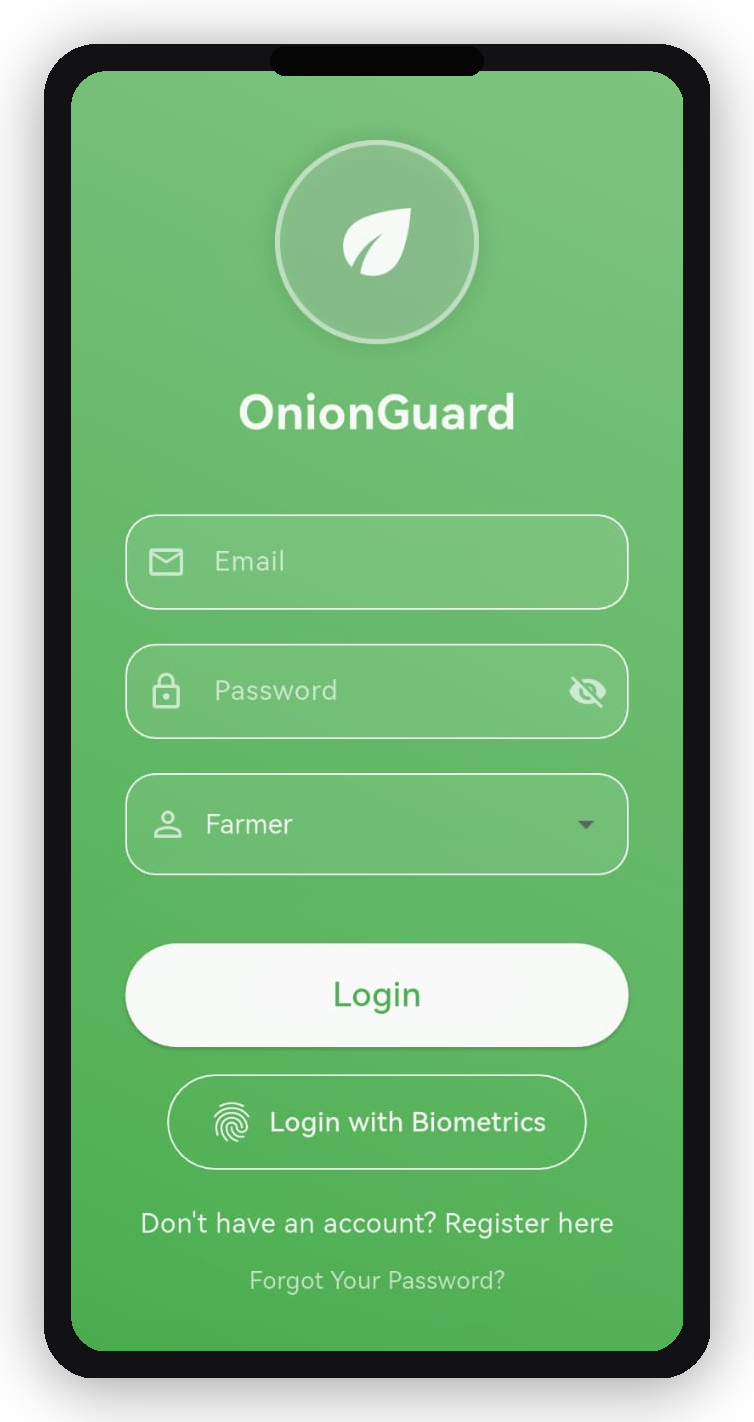 OnionGuard
Email
Password
Farmer
Login
Login with Biometrics
Don't have an account? Register here
Forgot Your Password?